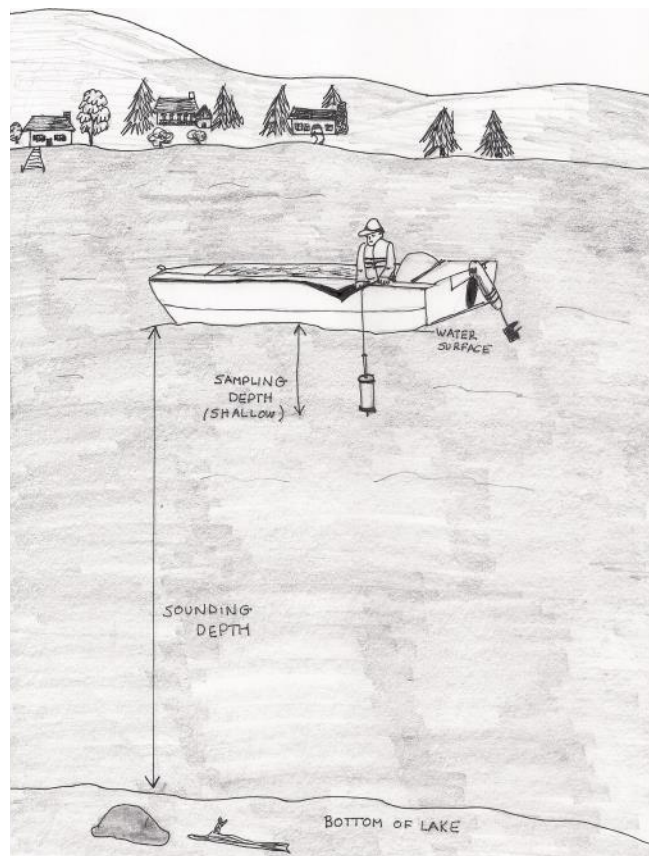 WATER
SURFACE
SAMPLING
DEPTH
(SHALLOW)
SOUNDING
DEPTH
BOTTOM OF LAKE